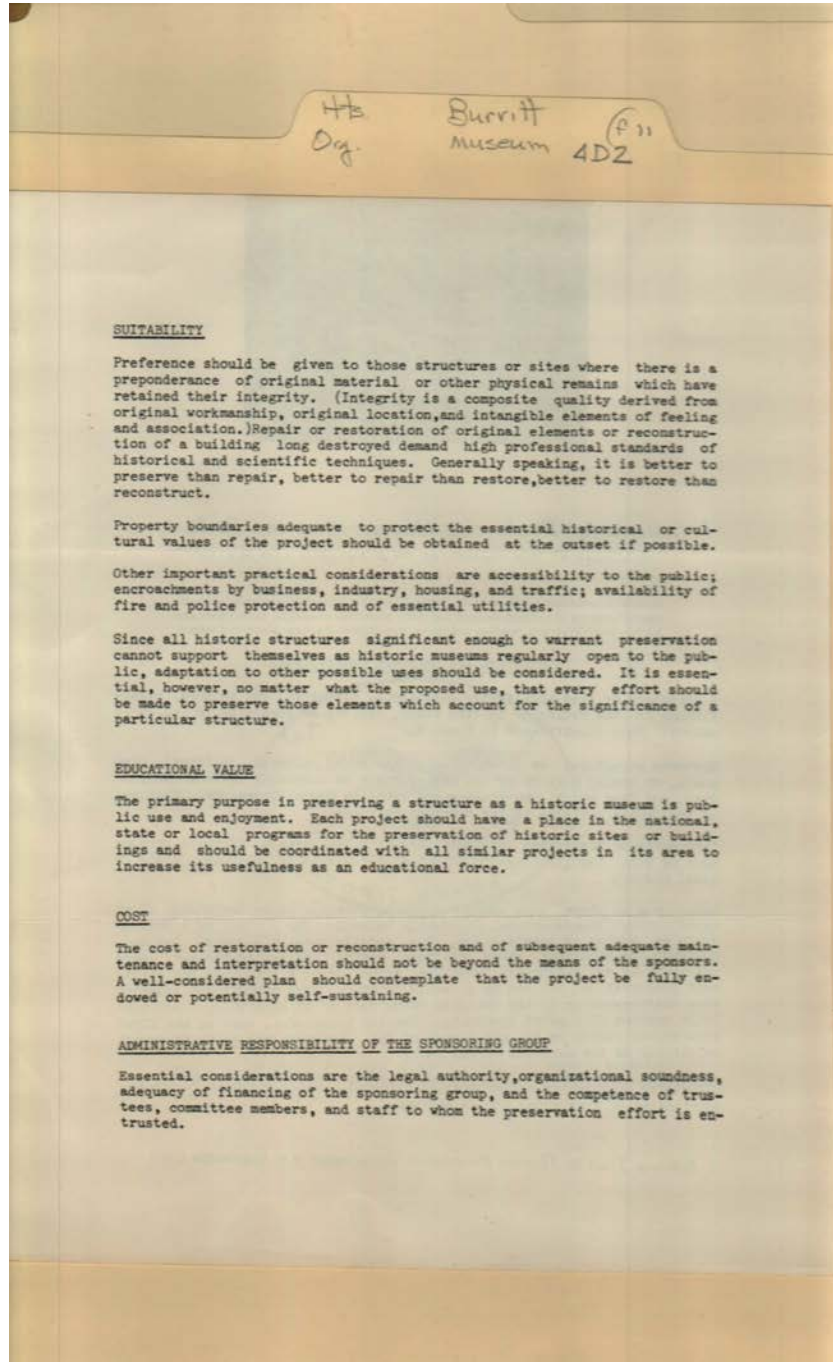 Hts Burritt
Org. Museum 4D2 f11
SUITABILITY
Preference should be given to those structures or sites where there is a
preponderance of original material or other physical remains which have
retained their integrity. (Integrity is a composite quality derived from
original workmanship, original location,and intangible elements of feeling
and association.)Repair or restoration of original elements or reconstruc-
tion of a building long destroyed demand high professional standards of
historical and scientific techniques. Generally speaking, it is better to
preserve than repair, better to repair than restore,better to restore than
reconstruct.
Property boundaries adequate to protect the essential historical or cul-
tural values of the project should be obtained at the outset if possible.
Other important practical considerations are accessibility to the public;
encroachments by business, industry, housing, and traffic; availability of
fire and police protection and of essential utilities.
Since all historic structures significant enough to warrant preservation
cannot support themselves as historic museums regularly open to the pub-
lic, adaptation to other possible uses should be considered. It is essen-
tial, however, no matter what the proposed use, that every effort should
be made to preserve those elements which account for the significance of a
particular structure.
EDUCATIONAL VALUE
The primary purpose in preserving a structure as a historic museum is pub-
lic use and enjoyment. Each project should have a place in the national,
state or local programs for the preservation of historic sites or build-
ings and should be coordinated with all similar projects in its area to
increase its usefulness as an educational force.
COST
The cost of restoration or reconstruction and of subsequent adequate main-
tenance and interpretation should not be beyond the means of the sponsors.
A well-considered plan should contemplate that the project be fully en-
dowed or potentially self-sustaining.
ADMINISTRATIVE RESPONSIBILITY OF THE SPONSORING GROUP
Essential considerations are the legal authority,organizational soundness,
adequacy of financing of the sponsoring group, and the competence of trus-
tees, committee members, and staff to whom the preservation effort is en-
trusted.